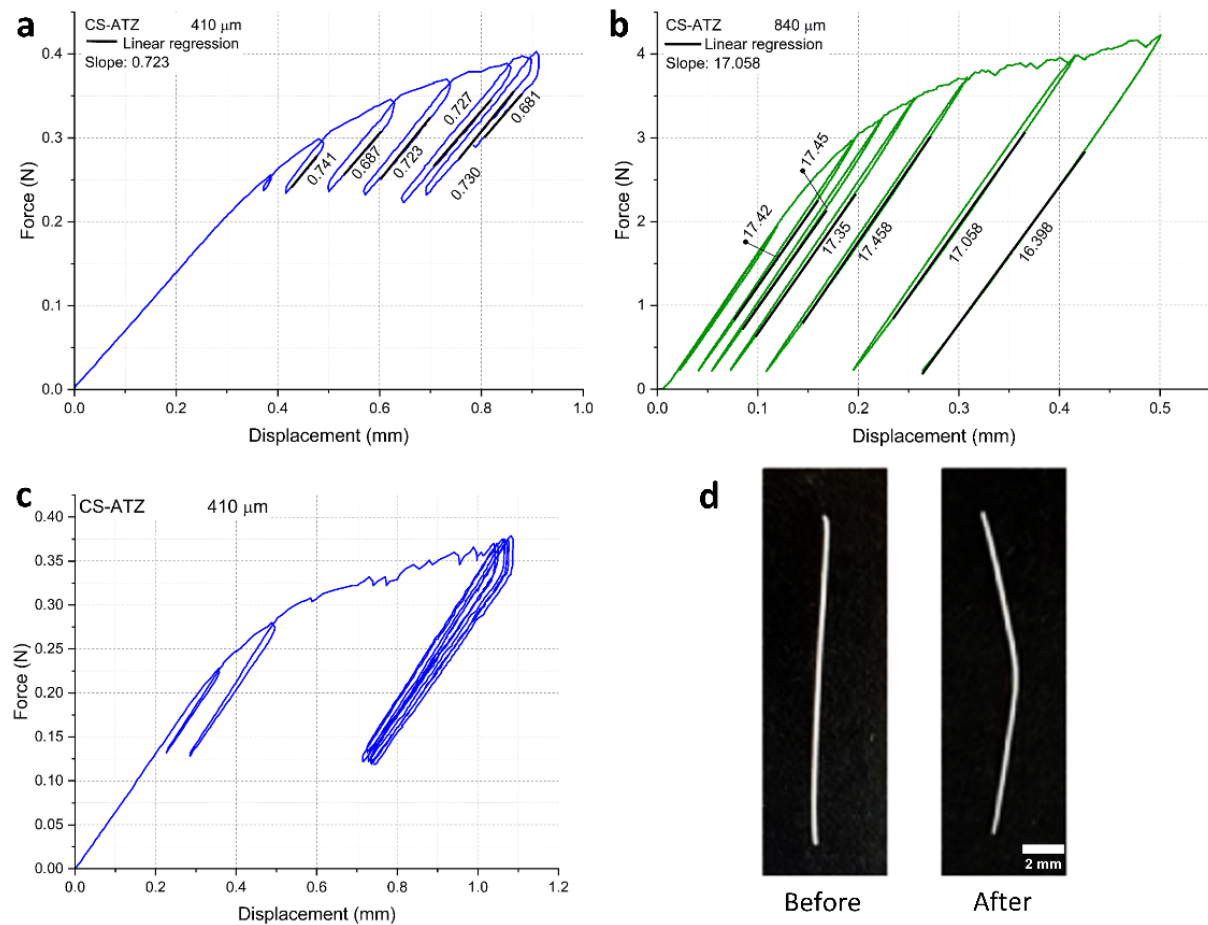 a
CS-ATZ 410 μm
Linear regression
Slope: 0.723
0.741
0.687
0.723
0.727
0.730
0.681
0.4
0.3
0.2
0.1
0.0
Force (N)
0.0 0.2 0.4 0.6 0.8 1.0
Displacement (mm)
b
CS-ATZ 840 μm
Linear regression
Slope: 17.058
17.42
17.45
17.35
17.458
17.058
16.398
4
3
2
1
0
Force (N)
0.0 0.1 0.2 0.3 0.4 0.5
Displacement (mm)
c
CS-ATZ 410 μm
0.40
0.35
0.30
0.25
0.20
0.15
0.10
0.05
0.00
Force (N)
0.0 0.2 0.4 0.6 0.8 1.0 1.2
Displacement (mm)
d
2 mm
Before After